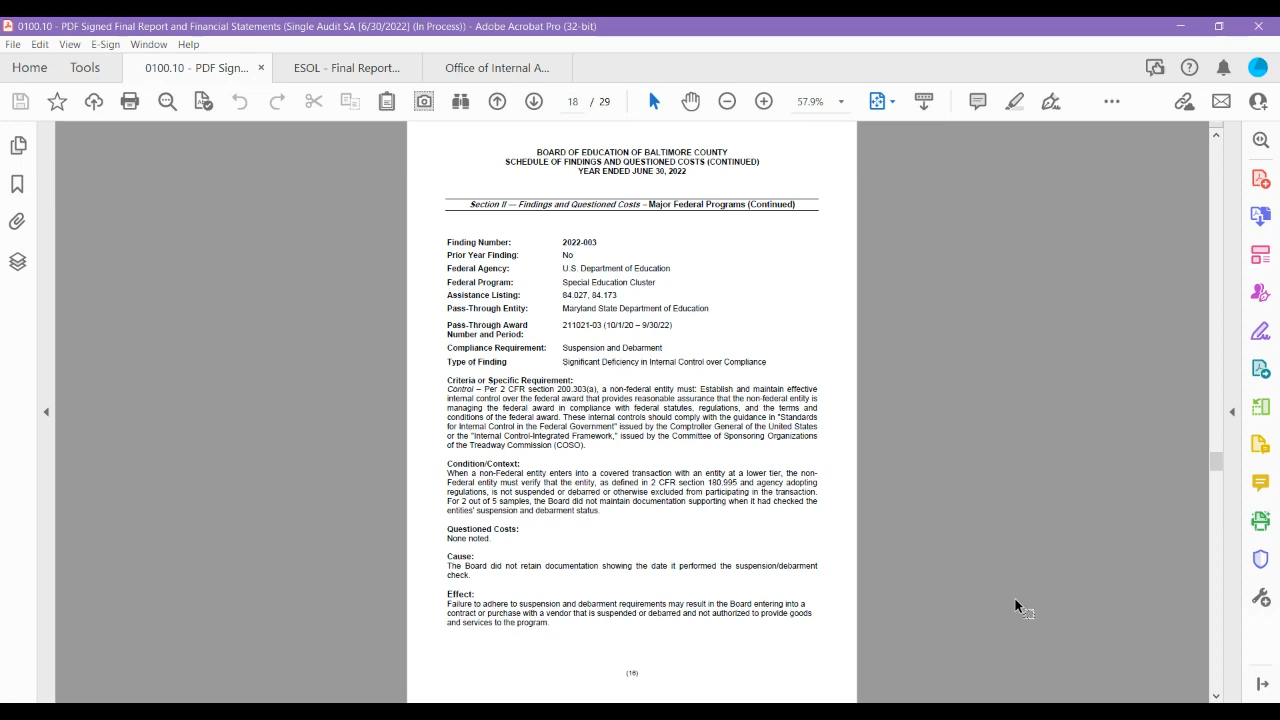 0100.10 - PDF Signed Final Report and Financial Statements (Single Audit SA [6/30/2022] (In Process)) - Adobe Acrobat Pro (32-bit)
File Edit View E-Sign Window Help
Home Tools 0100.10 - PDF Sign... × ESOL - Final Report... Office of Internal A...
18 / 29 57.9%
BOARD OF EDUCATION OF BALTIMORE COUNTY
SCHEDULE OF FINDINGS AND QUESTIONED COSTS (CONTINUED)
YEAR ENDED JUNE 30, 2022
Section II — Findings and Questioned Costs – Major Federal Programs (Continued)
Finding Number: 2022-003
Prior Year Finding: No
Federal Agency: U.S. Department of Education
Federal Program: Special Education Cluster
Assistance Listing: 84.027, 84.173
Pass-Through Entity: Maryland State Department of Education
Pass-Through Award 211021-03 (10/1/20 – 9/30/22)
Number and Period:
Compliance Requirement: Suspension and Debarment
Type of Finding Significant Deficiency in Internal Control over Compliance
Criteria or Specific Requirement:
Control – Per 2 CFR section 200.303(a), a non-federal entity must: Establish and maintain effective
internal control over the federal award that provides reasonable assurance that the non-federal entity is
managing the federal award in compliance with federal statutes, regulations, and the terms and
conditions of the federal award. These internal controls should comply with the guidance in "Standards
for Internal Control in the Federal Government" issued by the Comptroller General of the United States
or the "Internal Control-Integrated Framework," issued by the Committee of Sponsoring Organizations
of the Treadway Commission (COSO).
Condition/Context:
When a non-Federal entity enters into a covered transaction with an entity at a lower tier, the non-
Federal entity must verify that the entity, as defined in 2 CFR section 180.995 and agency adopting
regulations, is not suspended or debarred or otherwise excluded from participating in the transaction.
For 2 out of 5 samples, the Board did not maintain documentation supporting when it had checked the
entities' suspension and debarment status.
Questioned Costs:
None noted.
Cause:
The Board did not retain documentation showing the date it performed the suspension/debarment
check.
Effect:
Failure to adhere to suspension and debarment requirements may result in the Board entering into a
contract or purchase with a vendor that is suspended or debarred and not authorized to provide goods
and services to the program.
(16)